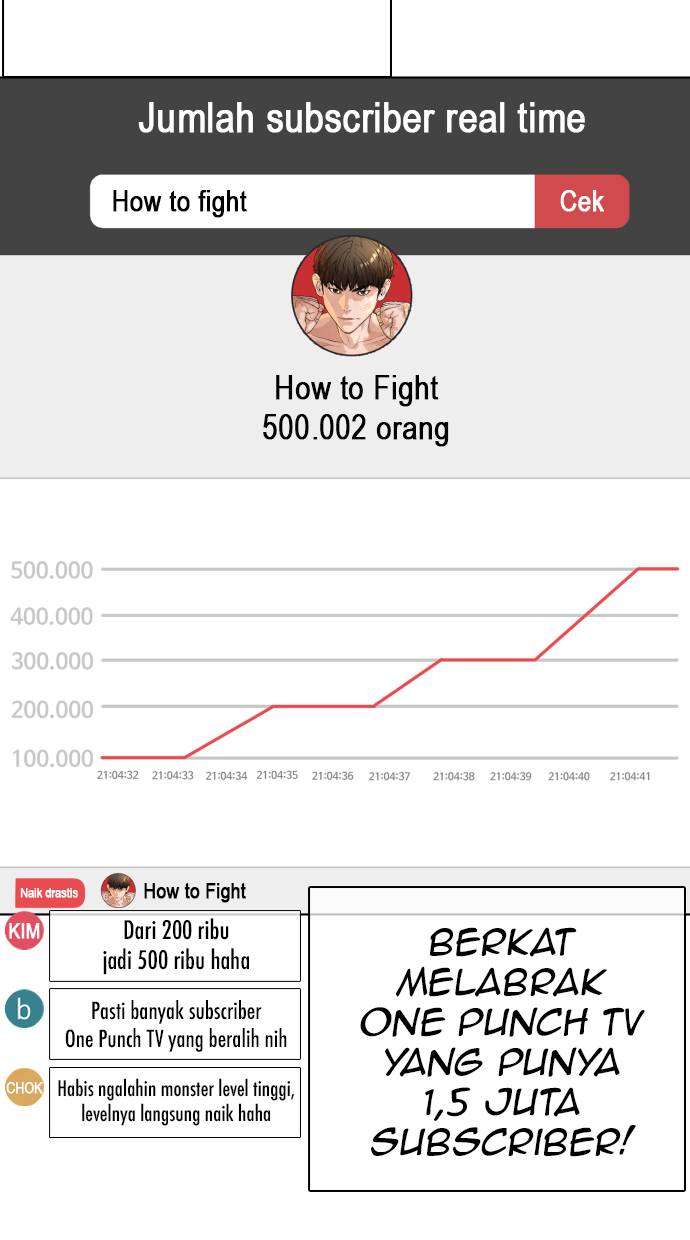 Jumlah subscriber real time
How to fight
Cek
How to Fight
500.002 orang
500.000
400.000
300.000
200.000
100.000
21:04:32 21:04:33 21:04:34 21:04:35 21:04:36 21:04:37 21:04:38 21:04:39 21:04:40 21:04:41
Naik drastis
How to Fight
KIM
Dari 200 ribu
jadi 500 ribu haha
b
Pasti banyak subscriber
One Punch TV yang beralih nih
CHOK
Habis ngalahin monster level tinggi,
levelnya langsung naik haha
BERKAT
MELABRAK
ONE PUNCH TV
YANG PUNYA
1,5 JUTA
SUBSCRIBER!